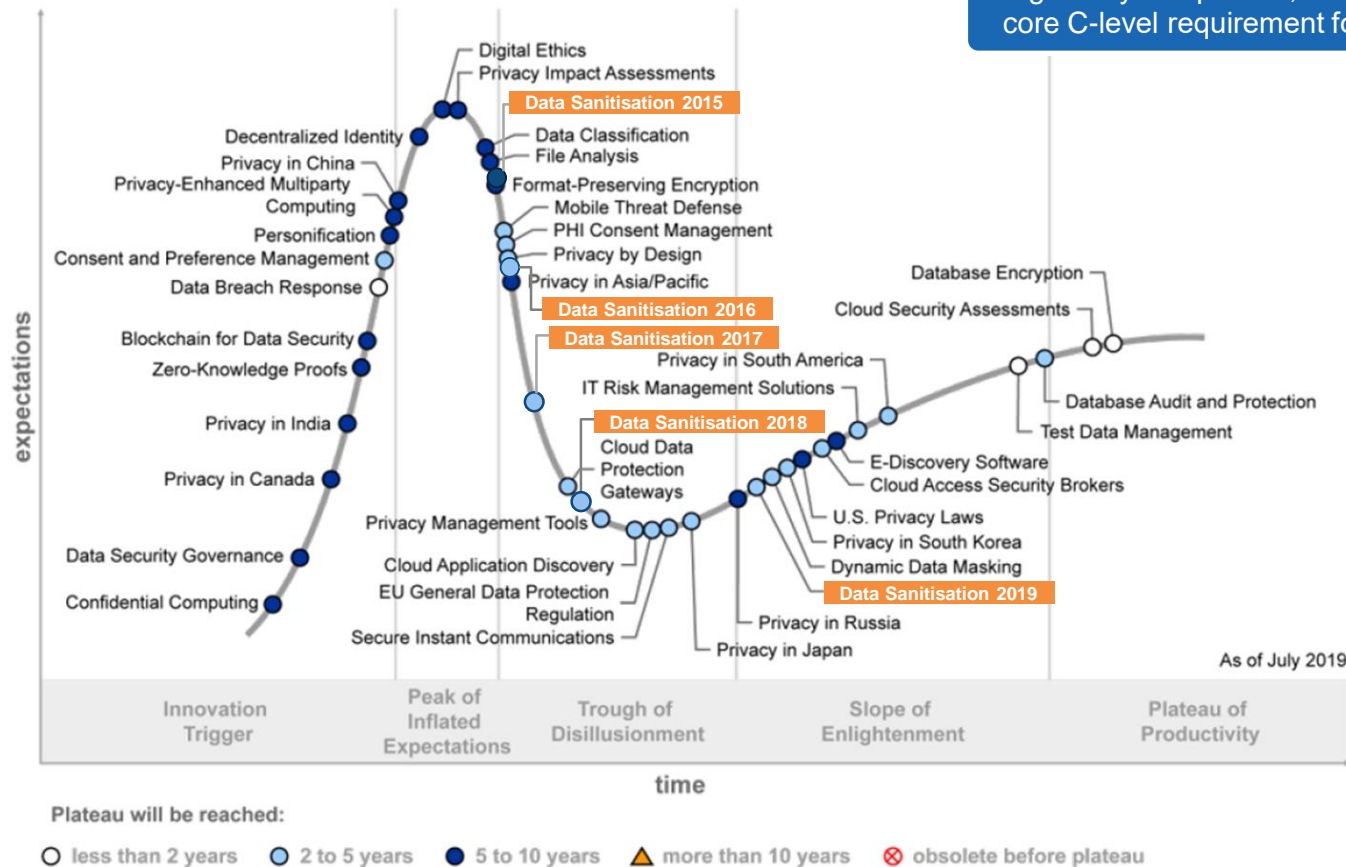 core C-level requirement fo
Digital Ethics
Privacy Impact Assessments
Data Sanitisation 2015
Decentralized Identity
Data Classification
File Analysis
Privacy in China
Privacy-Enhanced Multiparty
Computing
Format-Preserving Encryption
Mobile Threat Defense
Personification
PHI Consent Management
Consent and Preference Management
Privacy by Design
Data Breach Response
Privacy in Asia/Pacific
Database Encryption
Data Sanitisation 2016
Cloud Security Assessments
Blockchain for Data Security
Data Sanitisation 2017
Zero-Knowledge Proofs
Privacy in South America
IT Risk Management Solutions
expectations
Database Audit and Protection
Privacy in India
Data Sanitisation 2018
Test Data Management
Cloud Data
Protection
Gateways
E-Discovery Software
Privacy in Canada
Cloud Access Security Brokers
Privacy Management Tools
U.S. Privacy Laws
Privacy in South Korea
Data Security Governance
Cloud Application Discovery
Dynamic Data Masking
EU General Data Protection
Regulation
Data Sanitisation 2019
Confidential Computing
Privacy in Russia
Secure Instant Communications
Privacy in Japan
As of July 2019
Innovation
Trigger
Peak of
Inflated
Expectations
Trough of
Disillusionment
Slope of
Enlightenment
Plateau of
Productivity
time
Plateau will be reached:
less than 2 years
2 to 5 years
5 to 10 years
more than 10 years
obsolete before plateau